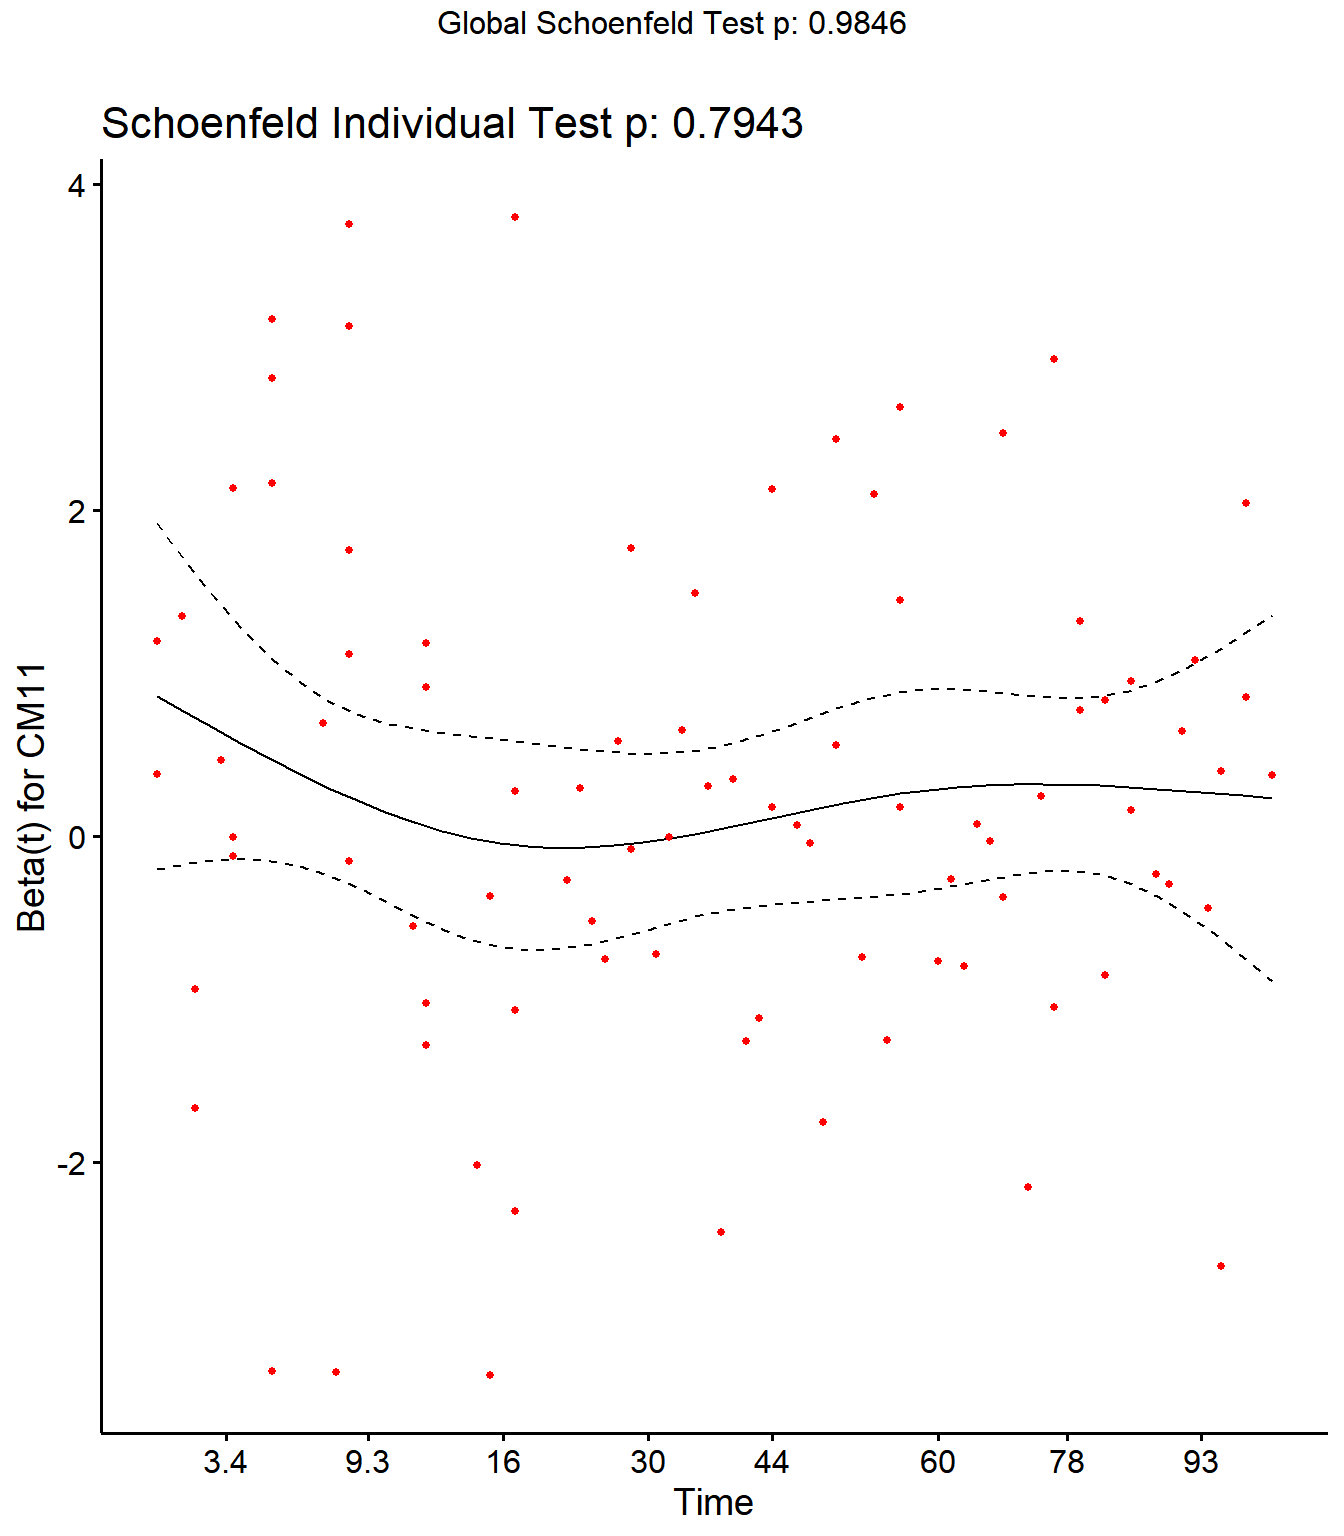 Global Schoenfeld Test p: 0.9846
Schoenfeld Individual Test p: 0.7943
4
2
0
-2
Beta(t) for CM11
3.4 9.3 16 30 44 60 78 93
Time